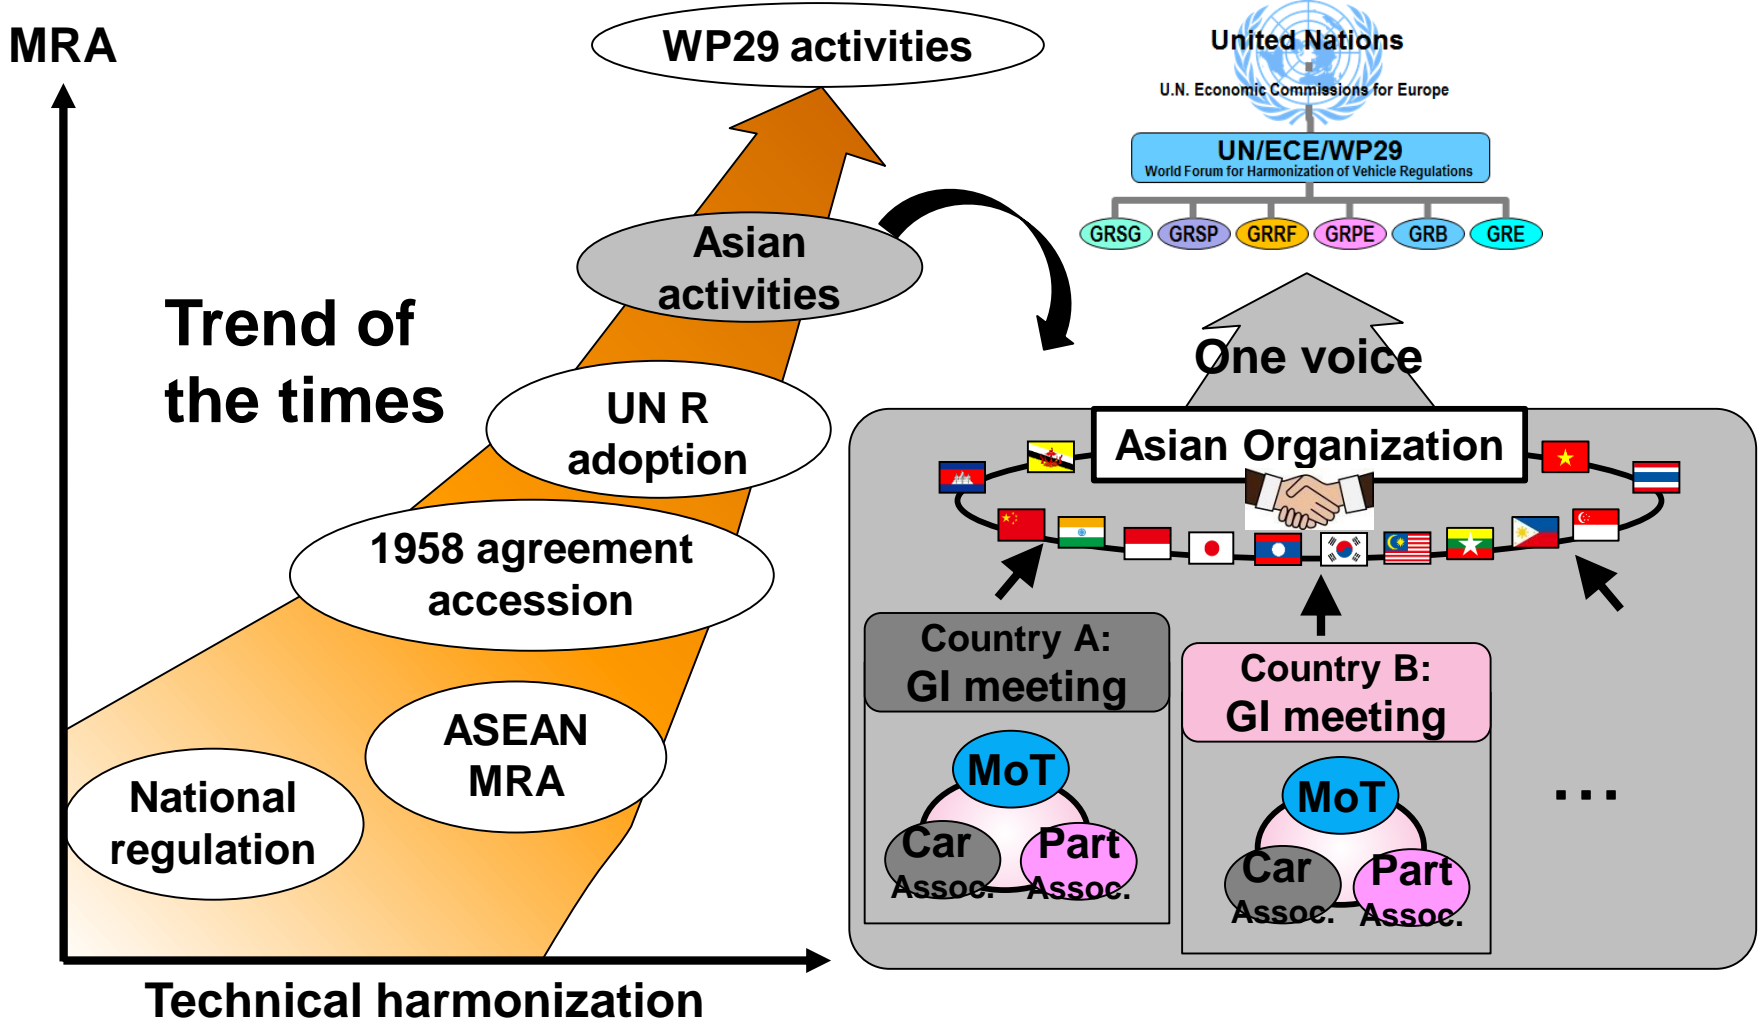 MRA
WP29 activities
Asian
activities
Trend of
the times
UN R
adoption
1958 agreement
accession
ASEAN
MRA
National
regulation
Technical harmonization
United Nations
U.N. Economic Commissions for Europe
UN/ECE/WP29
World Forum for Harmonization of Vehicle Regulations
GRSG
GRSP
GRRF
GRPE
GRB
GRE
One voice
Asian Organization
Country A:
GI meeting
MoT
Car
Assoc.
Part
Assoc.
Country B:
GI meeting
MoT
Car
Assoc.
Part
Assoc.
...